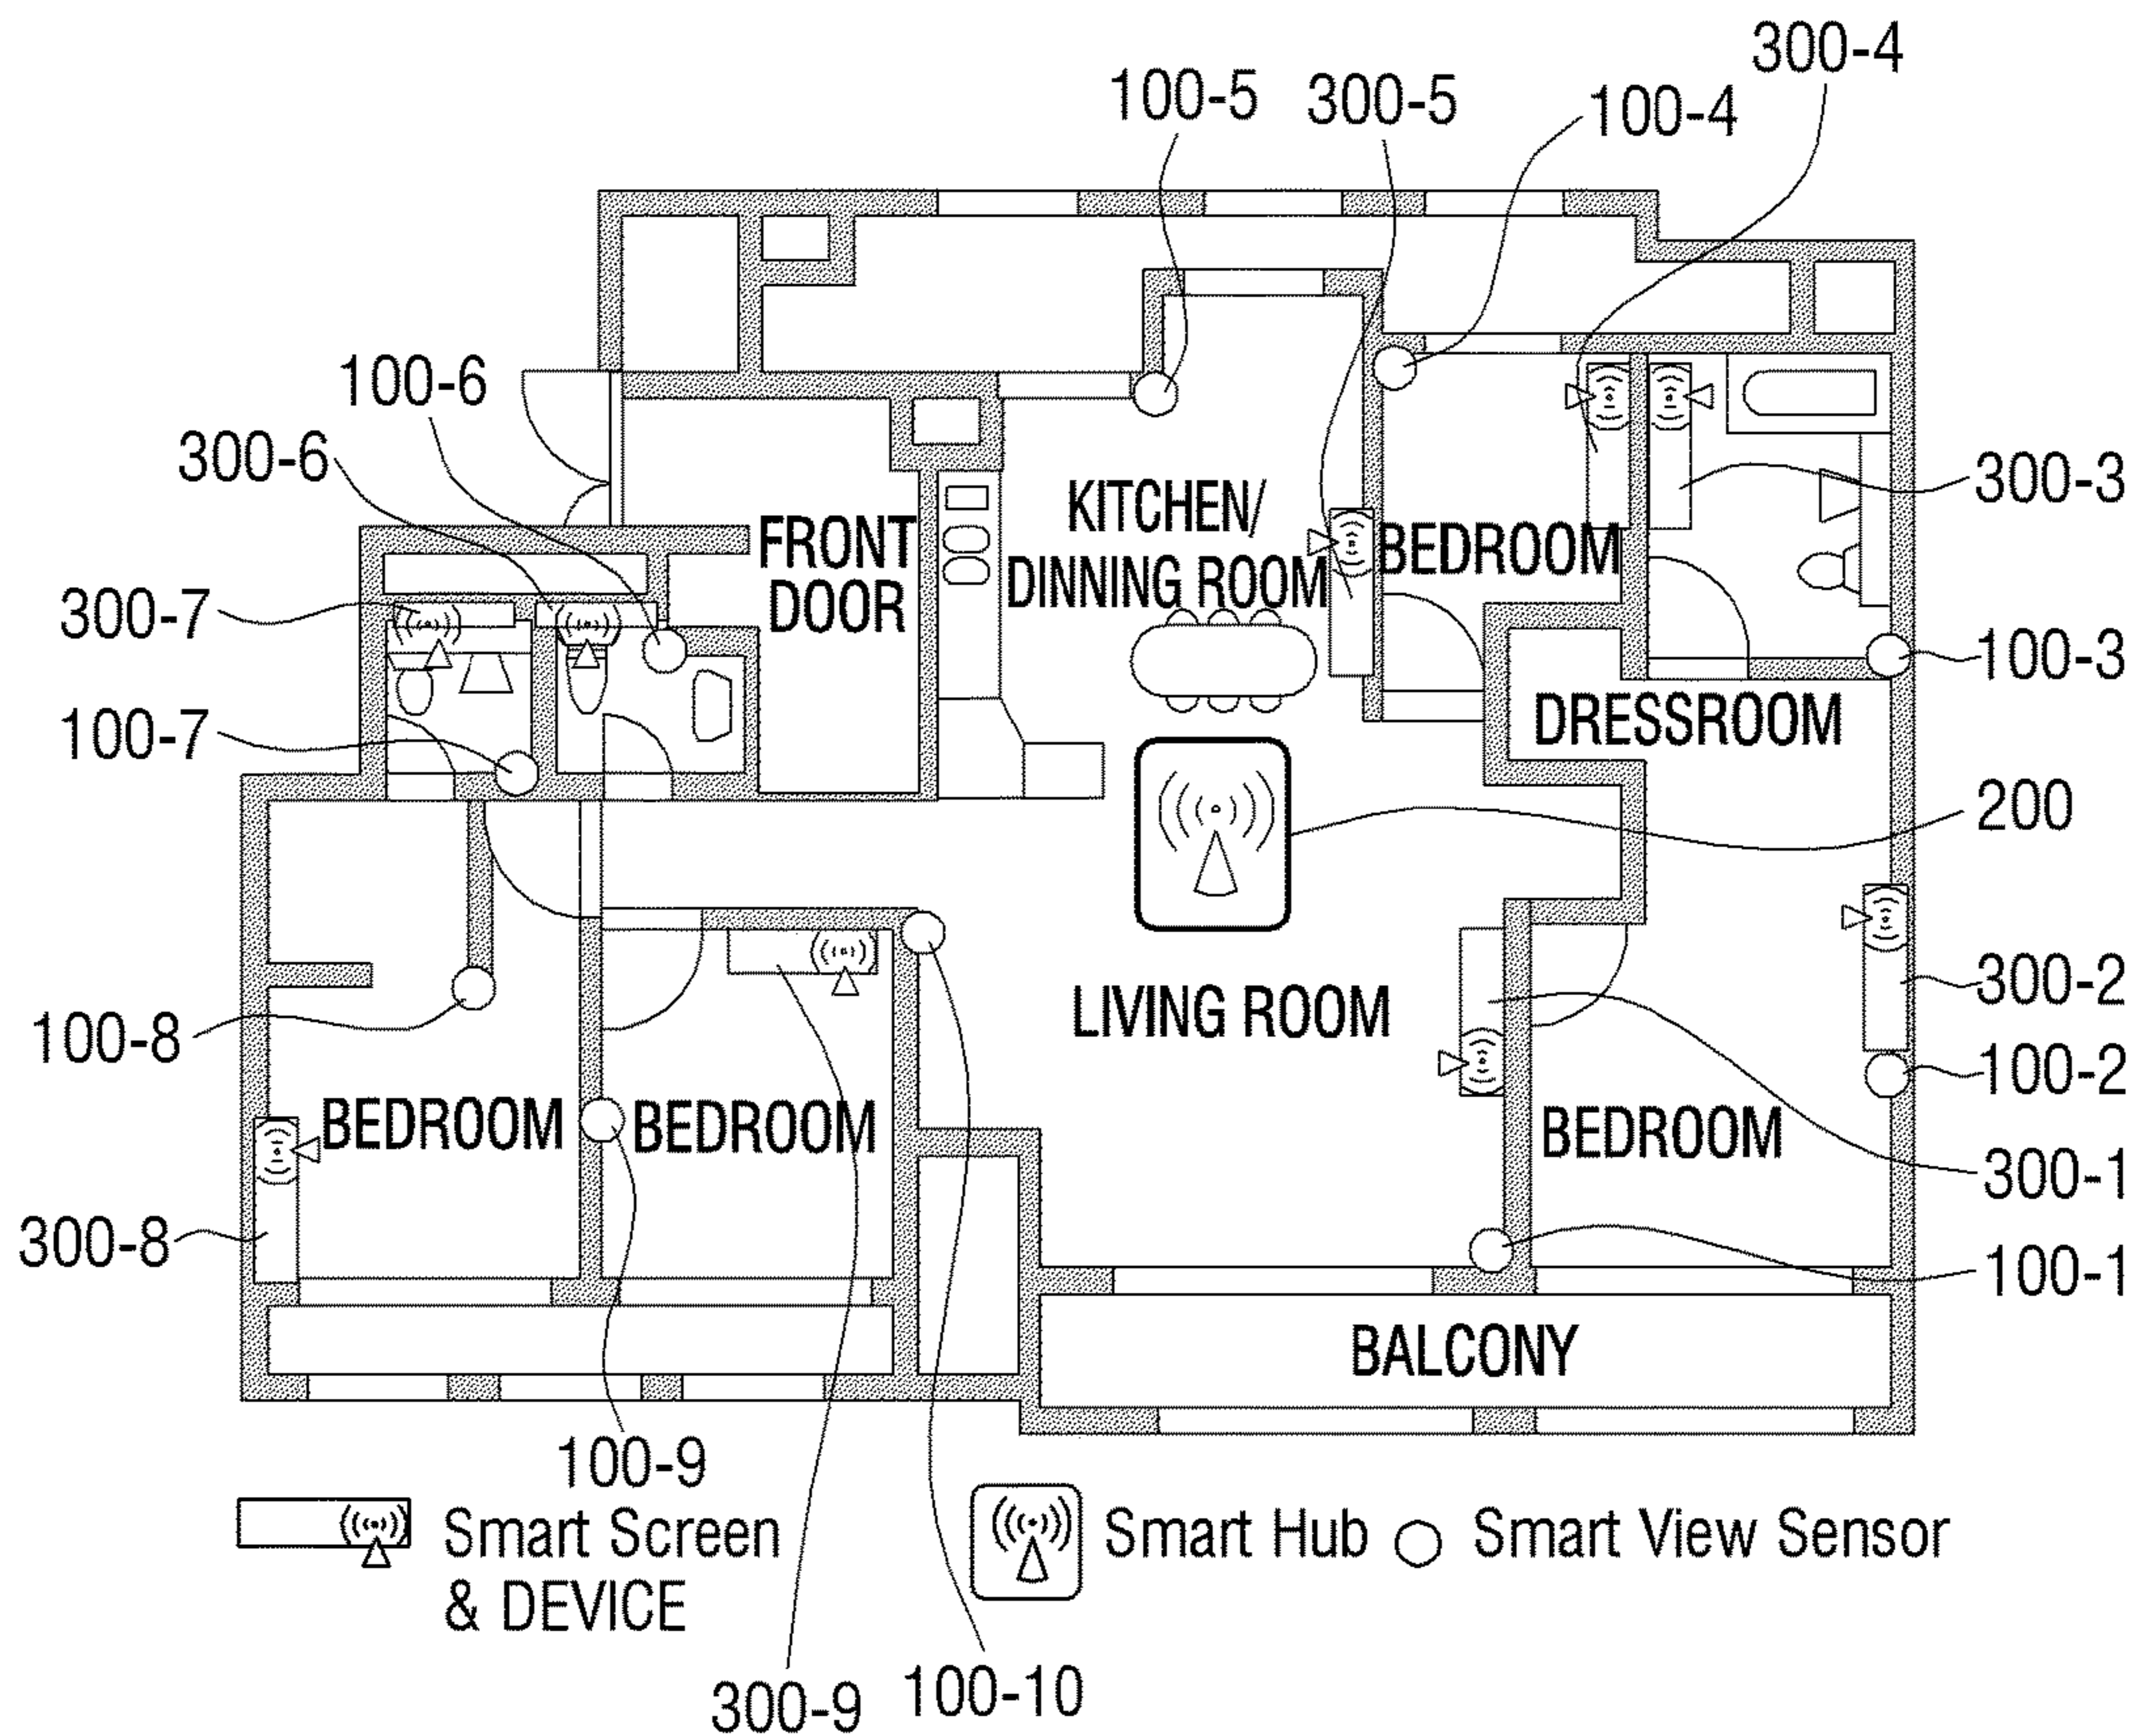 300-4
100-5
300-5
100-4
100-6
300-6
KITCHEN/
DINNING ROOM
FRONT
DOOR
BEDROOM
300-3
300-7
100-3
100-7
DRESSROOM
200
LIVING ROOM
300-2
100-8
100-2
BEDROOM
BEDROOM
BEDROOM
300-1
300-8
100-1
BALCONY
100-9
Smart Screen
& DEVICE
Smart Hub
Smart View Sensor
300-9
100-10